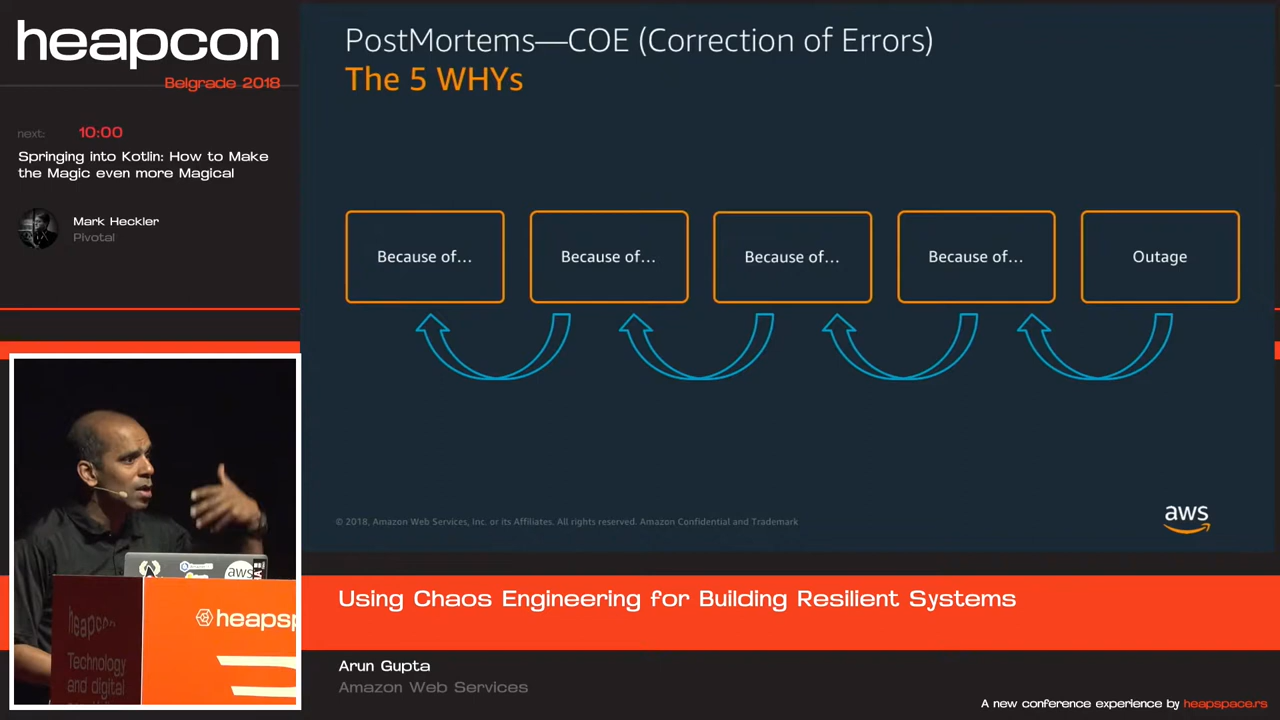 heapcon
Belgrade 2018
next: 10:00
Springing into Kotlin: How to Make
the Magic even more Magical
Mark Heckler
Pivotal
PostMortems—COE (Correction of Errors)
The 5 WHYs
Because of...
Because of...
Because of...
Because of...
Outage
© 2018, Amazon Web Services, Inc. or its Affiliates. All rights reserved. Amazon Confidential and Trademark
aws
aws
heapcon
Technology
and digital
heapsp
Using Chaos Engineering for Building Resilient Systems
Arun Gupta
Amazon Web Services
A new conference experience by heapspace.rs